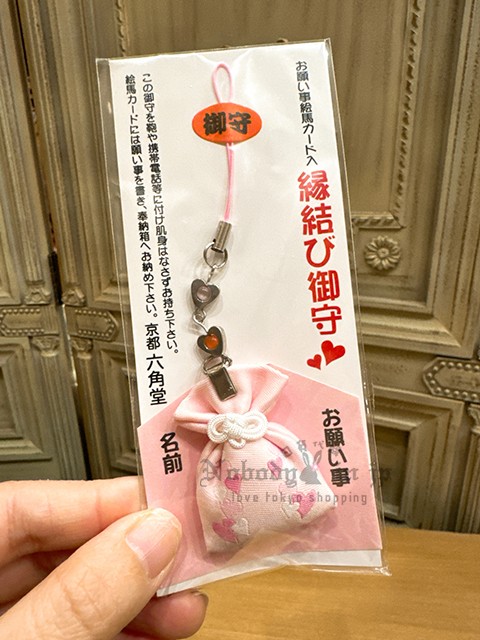 お願い事絵馬カード入
縁結び御守
御守
この御守を鞄や携帯電話等に付け肌身はなさずお持ち下さい。
絵馬カードには願い事を書き、奉納箱へお納め下さい。京都 六角堂
お願い事
名前
Nobody
jp
love tokyo shopping